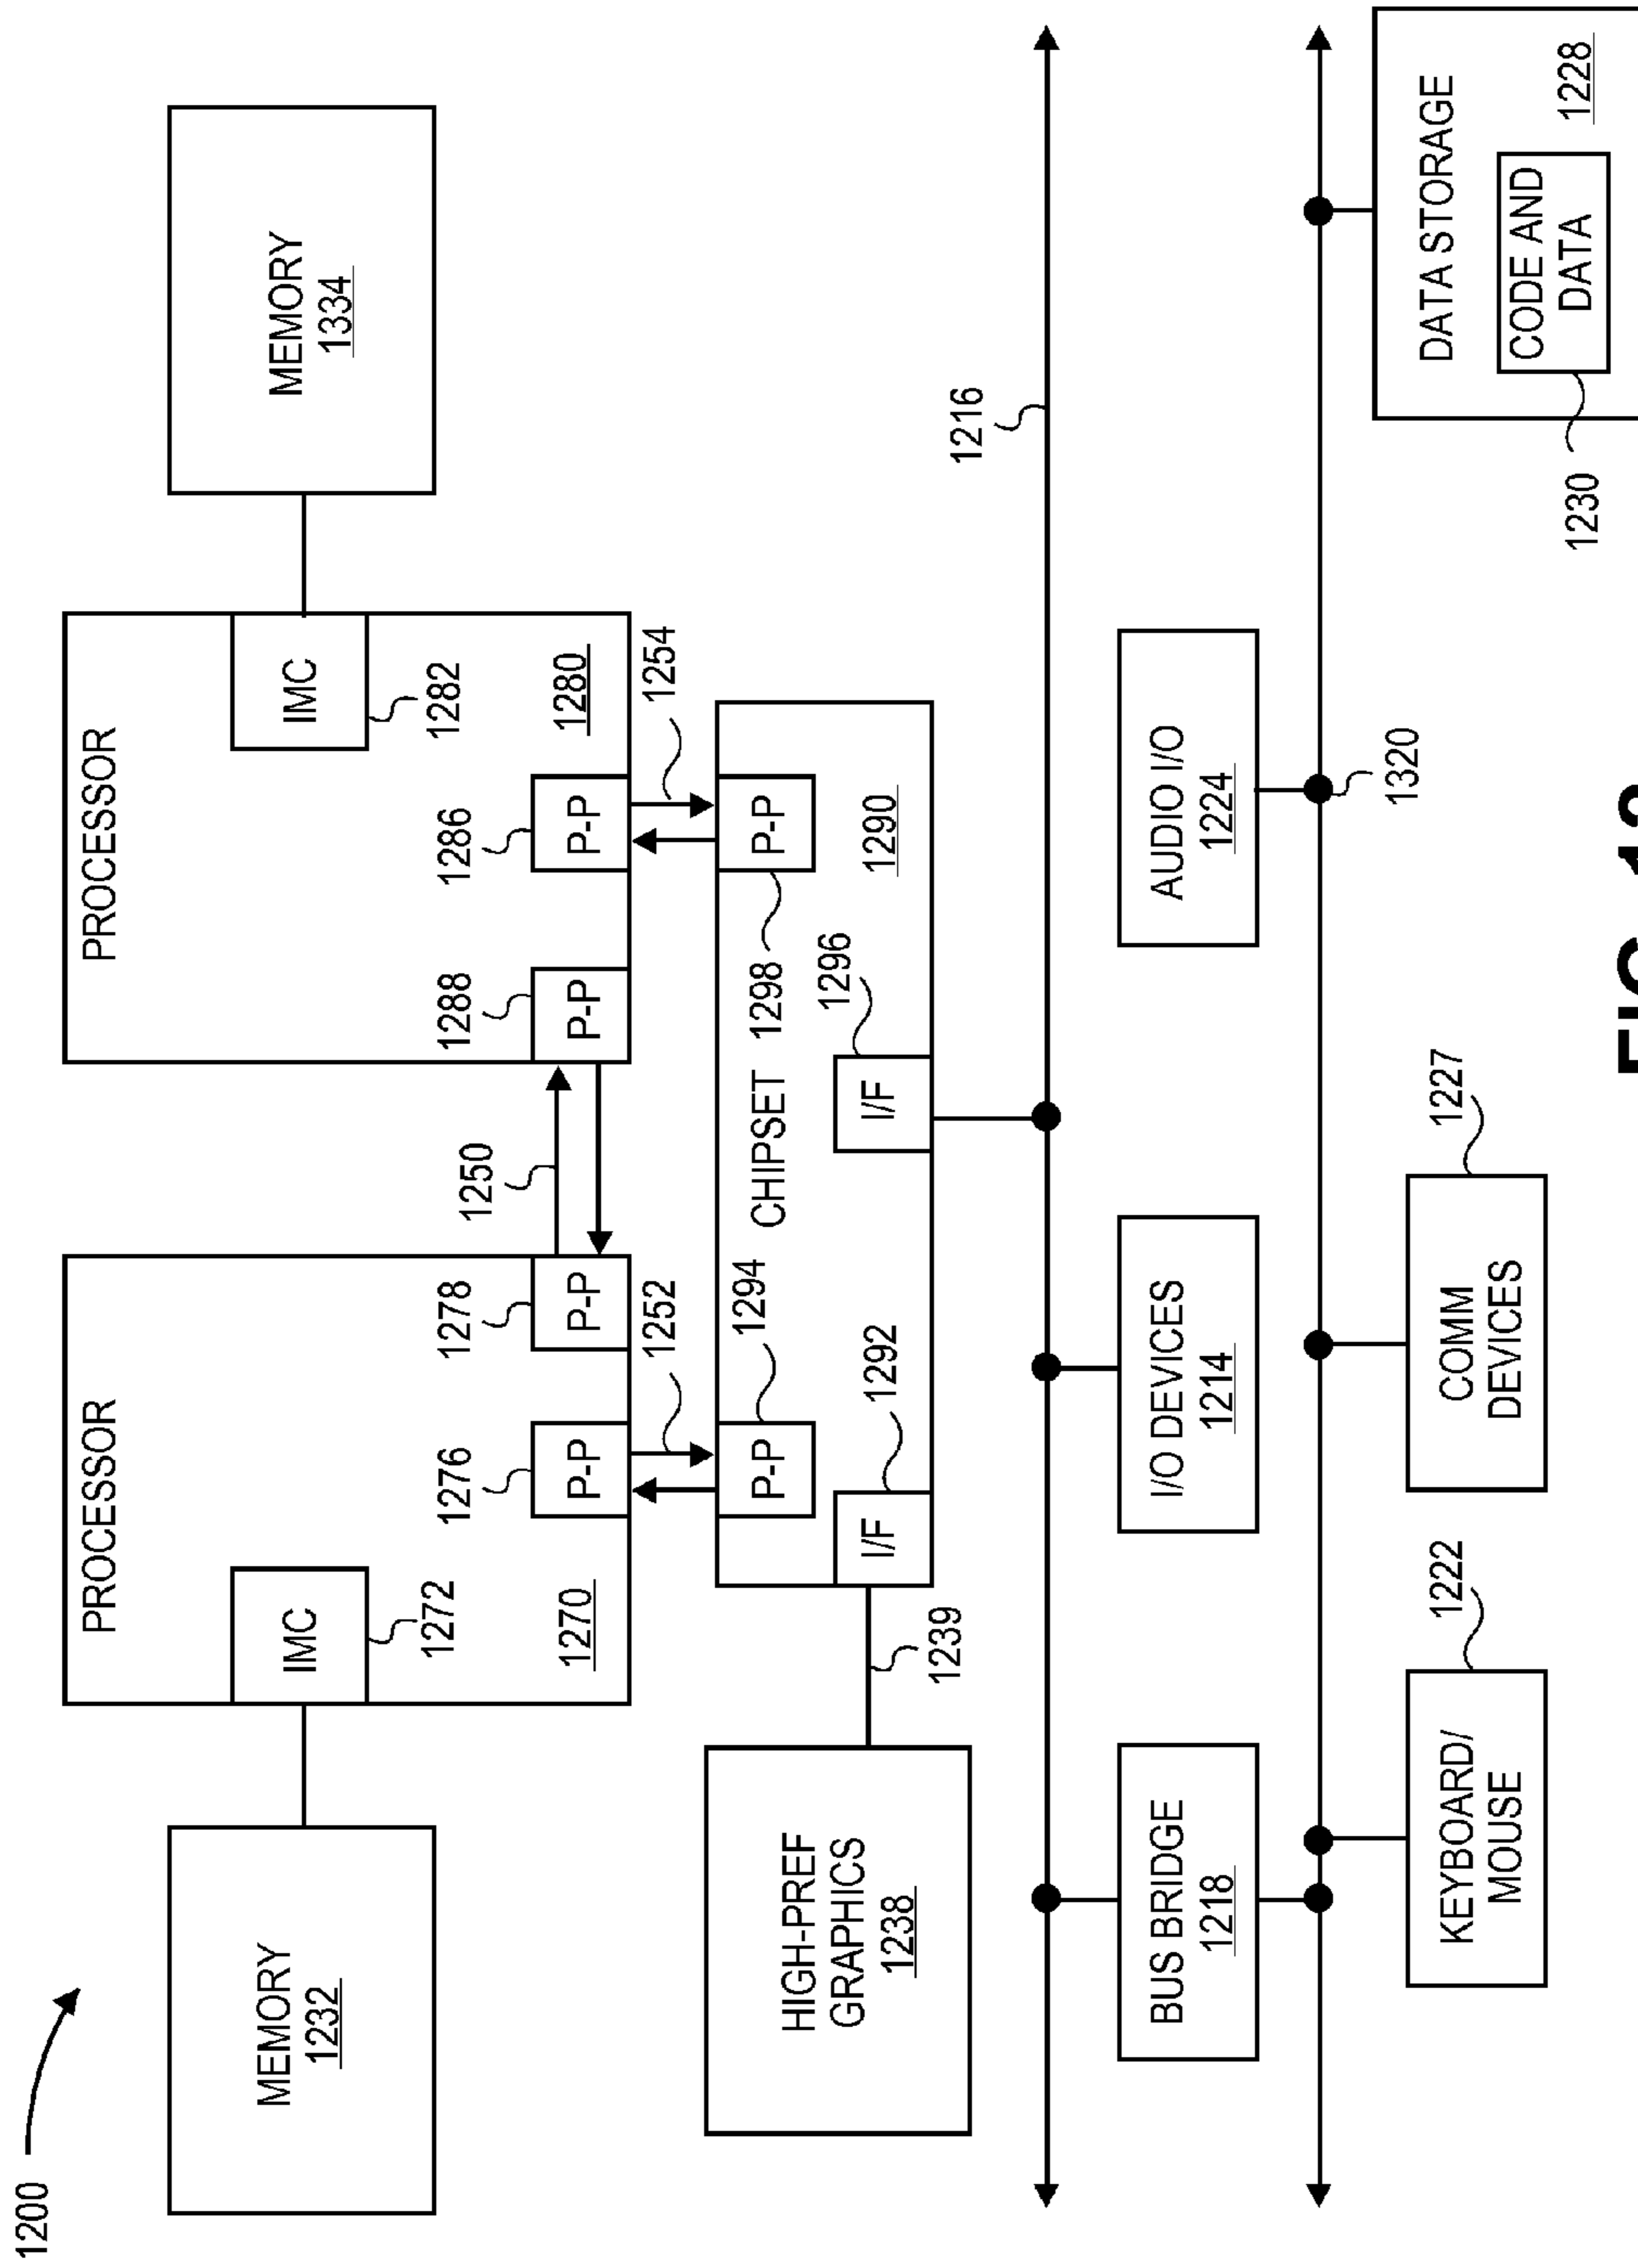 1200
MEMORY
1232
PROCESSOR
IMC
1272
1270
1276
P-P
1278
P-P
1250
PROCESSOR
1288
P-P
1286
P-P
IMC
1282
1280
MEMORY
1334
1252
1254
HIGH-PREF
GRAPHICS
1238
1239
P-P
1294
I/F
1292
CHIPSET
1298
P-P
1290
I/F
1296
1216
BUS BRIDGE
1218
I/O DEVICES
1214
AUDIO I/O
1224
1320
KEYBOARD/
MOUSE
1222
COMM
DEVICES
1227
DATA STORAGE
CODE AND
DATA
1228
1230